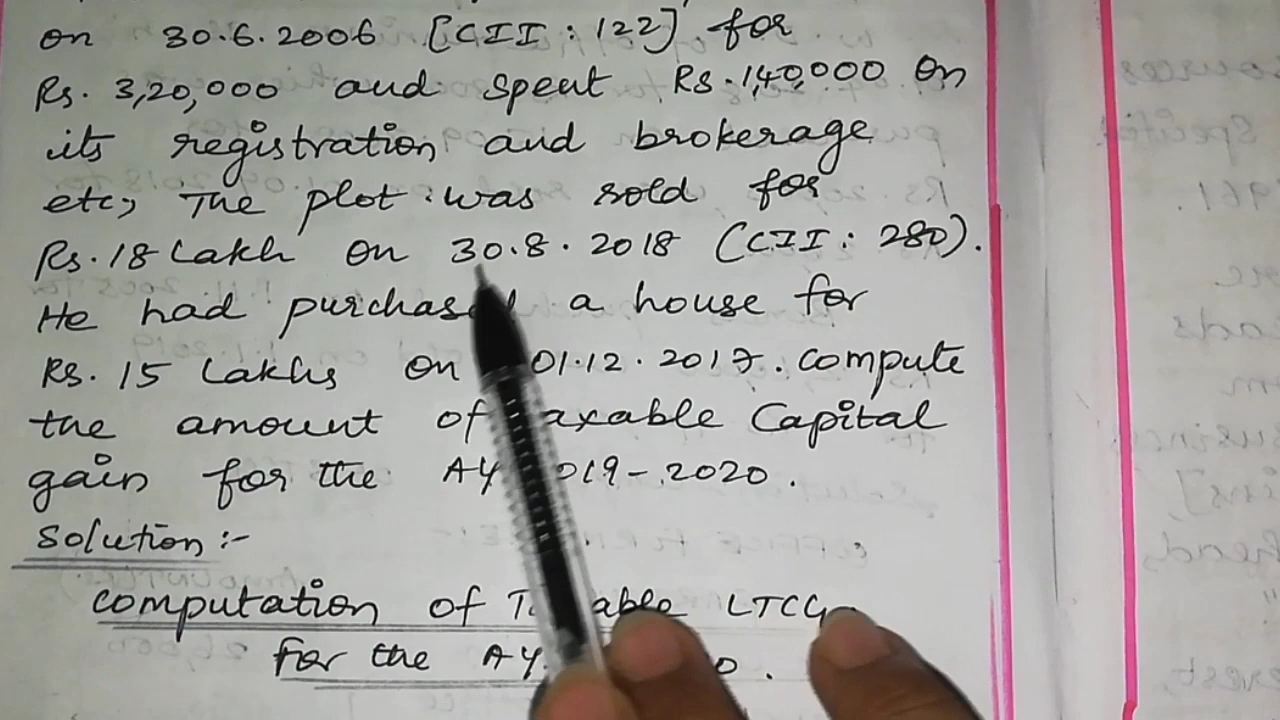 on 30.6.2006 [CII : 122] for
Rs. 3,20,000 and spent Rs.1,40,000 on
its registration and brokerage
etc, The plot was sold for
Rs.18 Lakh on 30.8.2018 (CII: 280).
He had purchased a house for
Rs. 15 Lakhs on 01.12.2017. compute
the amount of axable Capital
gain for the AY 019-2020.
Solution:-
computation of T able LTCG
for the AY. 0.